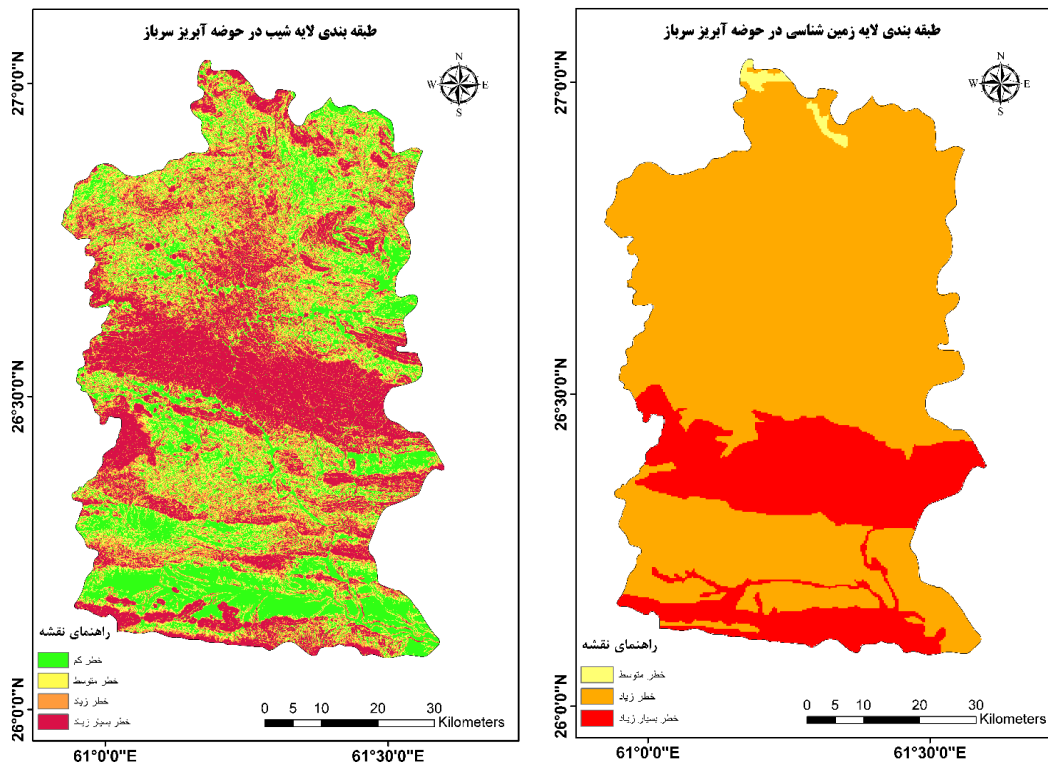 طبقه بندی لایه شیب در حوضه آبریز سرباز
N
W E
S
27°0'0"N
26°30'0"N
26°0'0"N
راهنمای نقشه
خطر کم
خطر متوسط
خطر زیاد
خطر بسیار زیاد
0 5 10 20 30
Kilometers
61°0'0"E 61°30'0"E
طبقه بندی لایه زمین شناسی در حوضه آبریز سرباز
N
W E
S
27°0'0"N
26°30'0"N
26°0'0"N
راهنمای نقشه
خطر متوسط
خطر زیاد
خطر بسیار زیاد
0 5 10 20 30
Kilometers
61°0'0"E 61°30'0"E